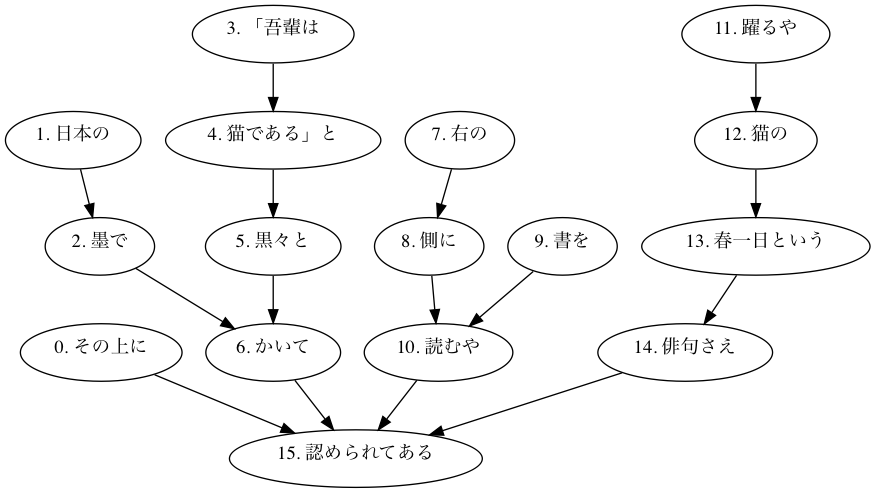 3. 「吾輩は
11. 躍るや
1. 日本の
4. 猫である」と
7. 右の
12. 猫の
2. 墨で
5. 黒々と
8. 側に
9. 書を
13. 春一日という
0. その上に
6. かいて
10. 読むや
14. 俳句さえ
15. 認められてある